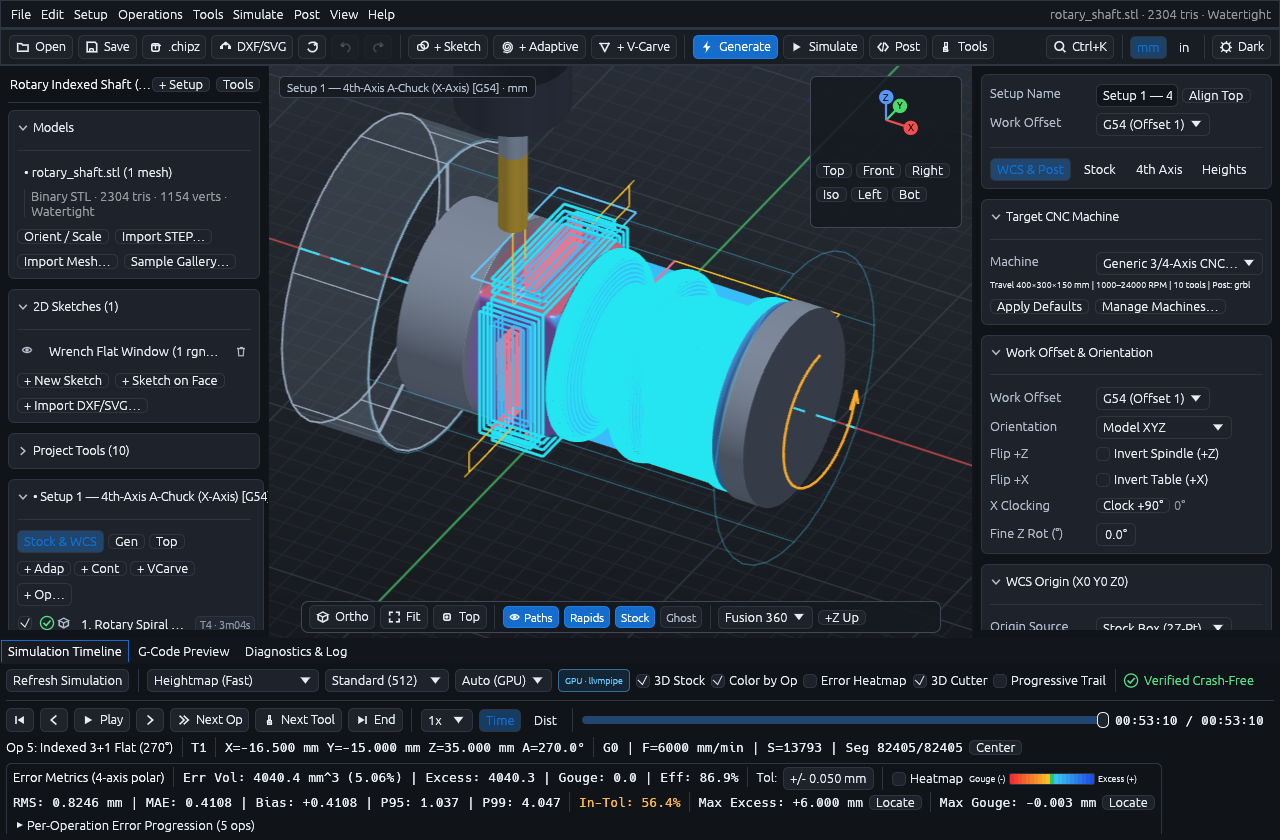 File Edit Setup Operations Tools Simulate Post View Help
rotary_shaft.stl · 2304 tris · Watertight
Open Save .chipz DXF/SVG + Sketch + Adaptive + V-Carve Generate Simulate Post Tools Ctrl+K mm in Dark
Rotary Indexed Shaft (... + Setup Tools
Models
• rotary_shaft.stl (1 mesh)
Binary STL · 2304 tris · 1154 verts ·
Watertight
Orient / Scale Import STEP...
Import Mesh... Sample Gallery...
2D Sketches (1)
Wrench Flat Window (1 rgn...
+ New Sketch + Sketch on Face
+ Import DXF/SVG...
Project Tools (10)
• Setup 1 — 4th-Axis A-Chuck (X-Axis) [G54]
Stock & WCS Gen Top
+ Adap + Cont + VCarve
+ Op...
1. Rotary Spiral ... T4 · 3m04s
Setup 1 — 4th-Axis A-Chuck (X-Axis) [G54] · mm
Z
Y
X
Top Front Right
Iso Left Bot
Ortho Fit Top Paths Rapids Stock Ghost Fusion 360 +Z Up
Setup Name Setup 1 — 4 Align Top
Work Offset G54 (Offset 1)
WCS & Post Stock 4th Axis Heights
Target CNC Machine
Machine Generic 3/4-Axis CNC...
Travel 400×300×150 mm | 1000–24000 RPM | 10 tools | Post: grbl
Apply Defaults Manage Machines...
Work Offset & Orientation
Work Offset G54 (Offset 1)
Orientation Model XYZ
Flip +Z Invert Spindle (+Z)
Flip +X Invert Table (+X)
X Clocking Clock +90° 0°
Fine Z Rot (°) 0.0°
WCS Origin (X0 Y0 Z0)
Origin Source Stock Box (27-Pt)
Simulation Timeline G-Code Preview Diagnostics & Log
Refresh Simulation Heightmap (Fast) Standard (512) Auto (GPU) GPU · llvmpipe 3D Stock Color by Op Error Heatmap 3D Cutter Progressive Trail Verified Crash-Free
Play Next Op Next Tool End 1x Time Dist 00:53:10 / 00:53:10
Op 5: Indexed 3+1 Flat (270°) T1 X=-16.500 mm Y=-15.000 mm Z=35.000 mm A=270.0° G0 | F=6000 mm/min | S=13793 | Seg 82405/82405 Center
Error Metrics (4-axis polar) Err Vol: 4040.4 mm^3 (5.06%) | Excess: 4040.3 | Gouge: 0.0 | Eff: 86.9% Tol: +/- 0.050 mm Heatmap Gouge (-) Excess (+)
RMS: 0.8246 mm | MAE: 0.4108 | Bias: +0.4108 | P95: 1.037 | P99: 4.047 In-Tol: 56.4% Max Excess: +6.000 mm Locate Max Gouge: -0.003 mm Locate
Per-Operation Error Progression (5 ops)